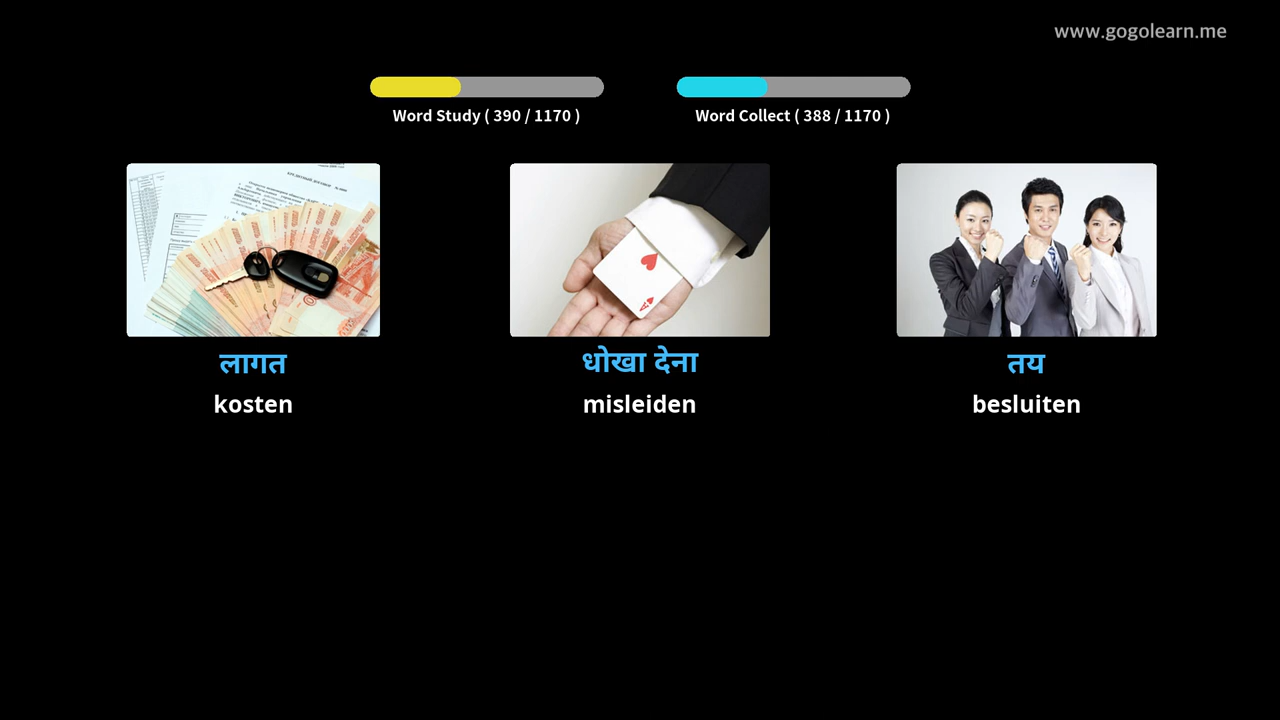 www.gogolearn.me
Word Study ( 390 / 1170 )
Word Collect ( 388 / 1170 )
लागत
धोखा देना
तय
kosten
misleiden
besluiten